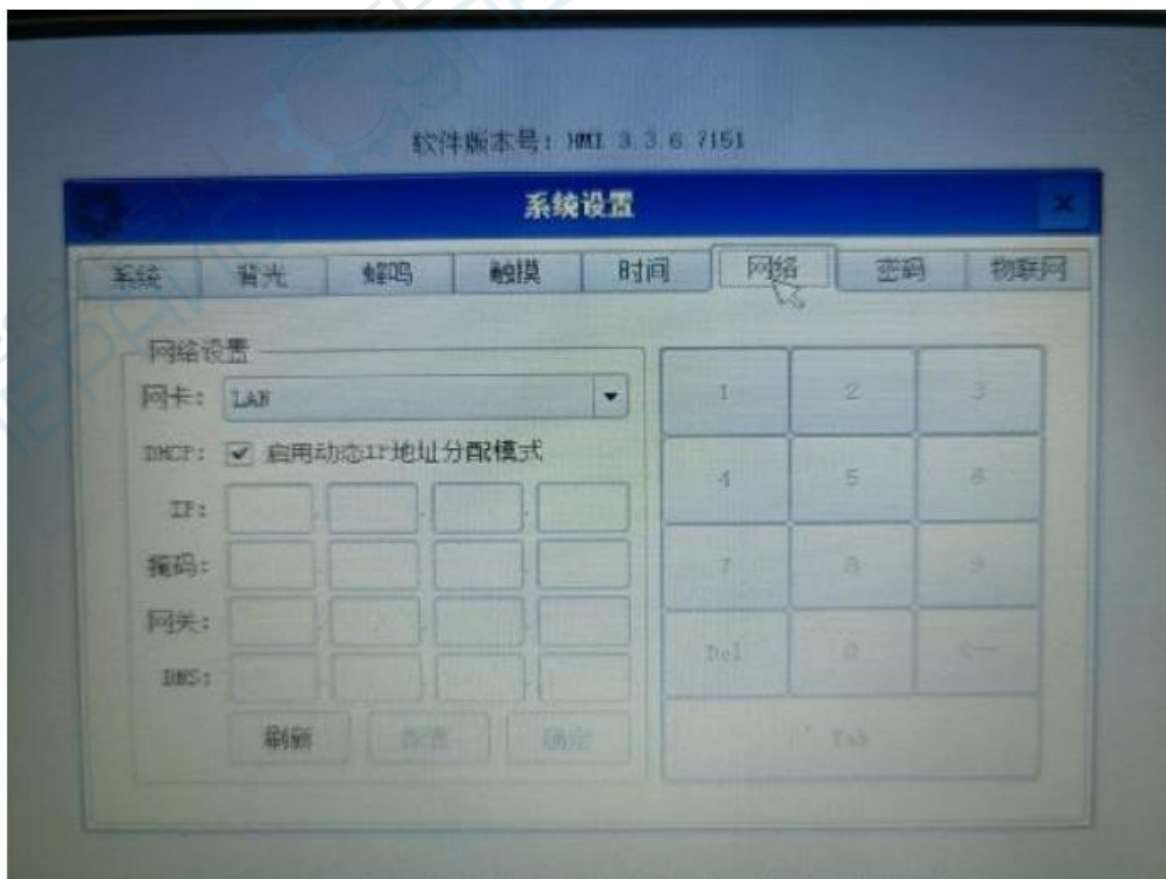 软件版本号: HMI 3.3.6.7151
系统设置
系统 背光 蜂鸣 触摸 时间 网络 密码 物联网
网络设置
网卡: LAN
DHCP: 启用动态IP地址分配模式
IP:
掩码:
网关:
DNS:
刷新
1 2 3
4 5 6
7 8 9
Del 0 <—
Tab